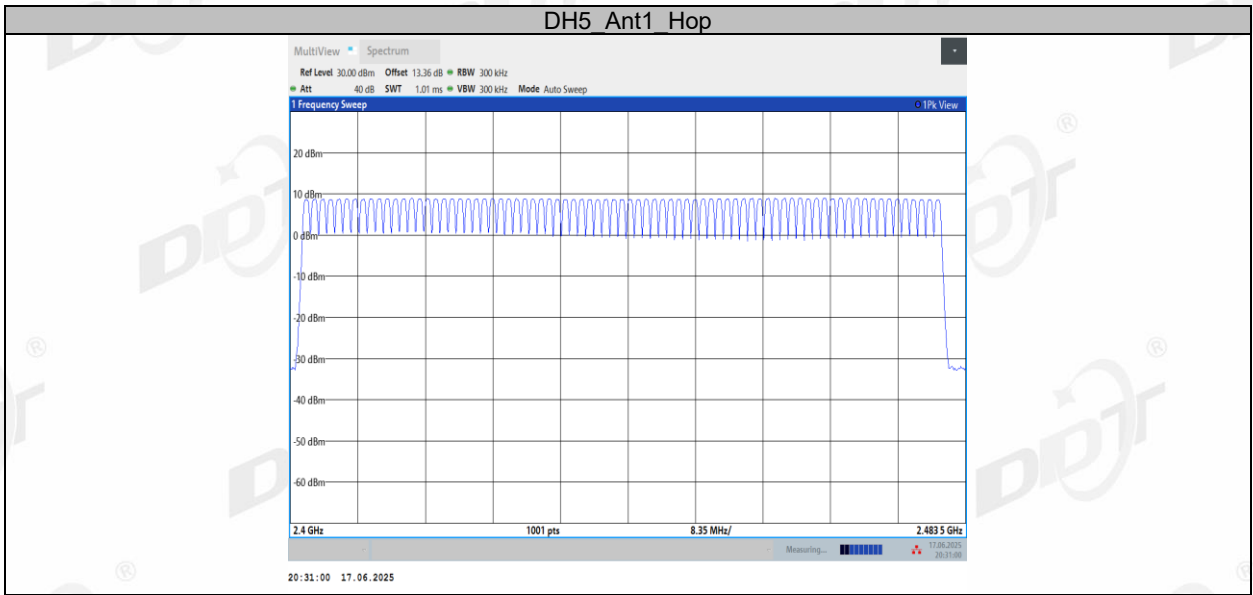 DH5_Ant1_Hop
MultiView Spectrum
Ref Level 30.00 dBm Offset 13.36 dB RBW 300 kHz
Att 40 dB SWT 1.01 ms VBW 300 kHz Mode Auto Sweep
1 Frequency Sweep 1Pk View
20 dBm
10 dBm
0 dBm
-10 dBm
-20 dBm
-30 dBm
-40 dBm
-50 dBm
-60 dBm
2.4 GHz 1001 pts 8.35 MHz/ 2.483 5 GHz
Measuring... 17.06.2025
20:31:00
20:31:00 17.06.2025
DDT ®
DDT ®
DDT ®
DDT ®